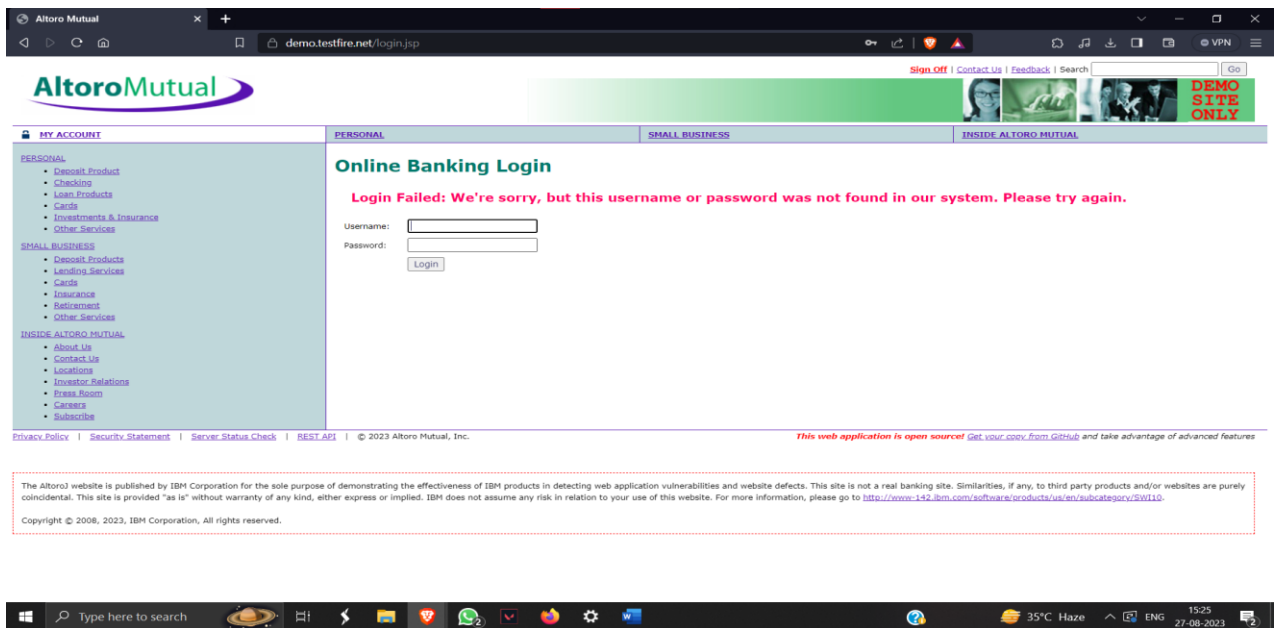 Altoro Mutual
demo.testfire.net/login.jsp
VPN
Sign Off | Contact Us | Feedback | Search Go
AltoroMutual
DEMO
SITE
ONLY
MY ACCOUNT PERSONAL SMALL BUSINESS INSIDE ALTORO MUTUAL
PERSONAL
• Deposit Product
• Checking
• Loan Products
• Cards
• Investments & Insurance
• Other Services
SMALL BUSINESS
• Deposit Products
• Lending Services
• Cards
• Insurance
• Retirement
• Other Services
INSIDE ALTORO MUTUAL
• About Us
• Contact Us
• Locations
• Investor Relations
• Press Room
• Careers
• Subscribe
Online Banking Login
Login Failed: We're sorry, but this username or password was not found in our system. Please try again.
Username:
Password:
Login
Privacy Policy | Security Statement | Server Status Check | REST API | © 2023 Altoro Mutual, Inc. This web application is open source! Get your copy from GitHub and take advantage of advanced features
The AltoroJ website is published by IBM Corporation for the sole purpose of demonstrating the effectiveness of IBM products in detecting web application vulnerabilities and website defects. This site is not a real banking site. Similarities, if any, to third party products and/or websites are purely
coincidental. This site is provided "as is" without warranty of any kind, either express or implied. IBM does not assume any risk in relation to your use of this website. For more information, please go to http://www-142.ibm.com/software/products/us/en/subcategory/SWI10.
Copyright © 2008, 2023, IBM Corporation, All rights reserved.
Type here to search
2
35°C Haze
ENG
15:25
27-08-2023
2